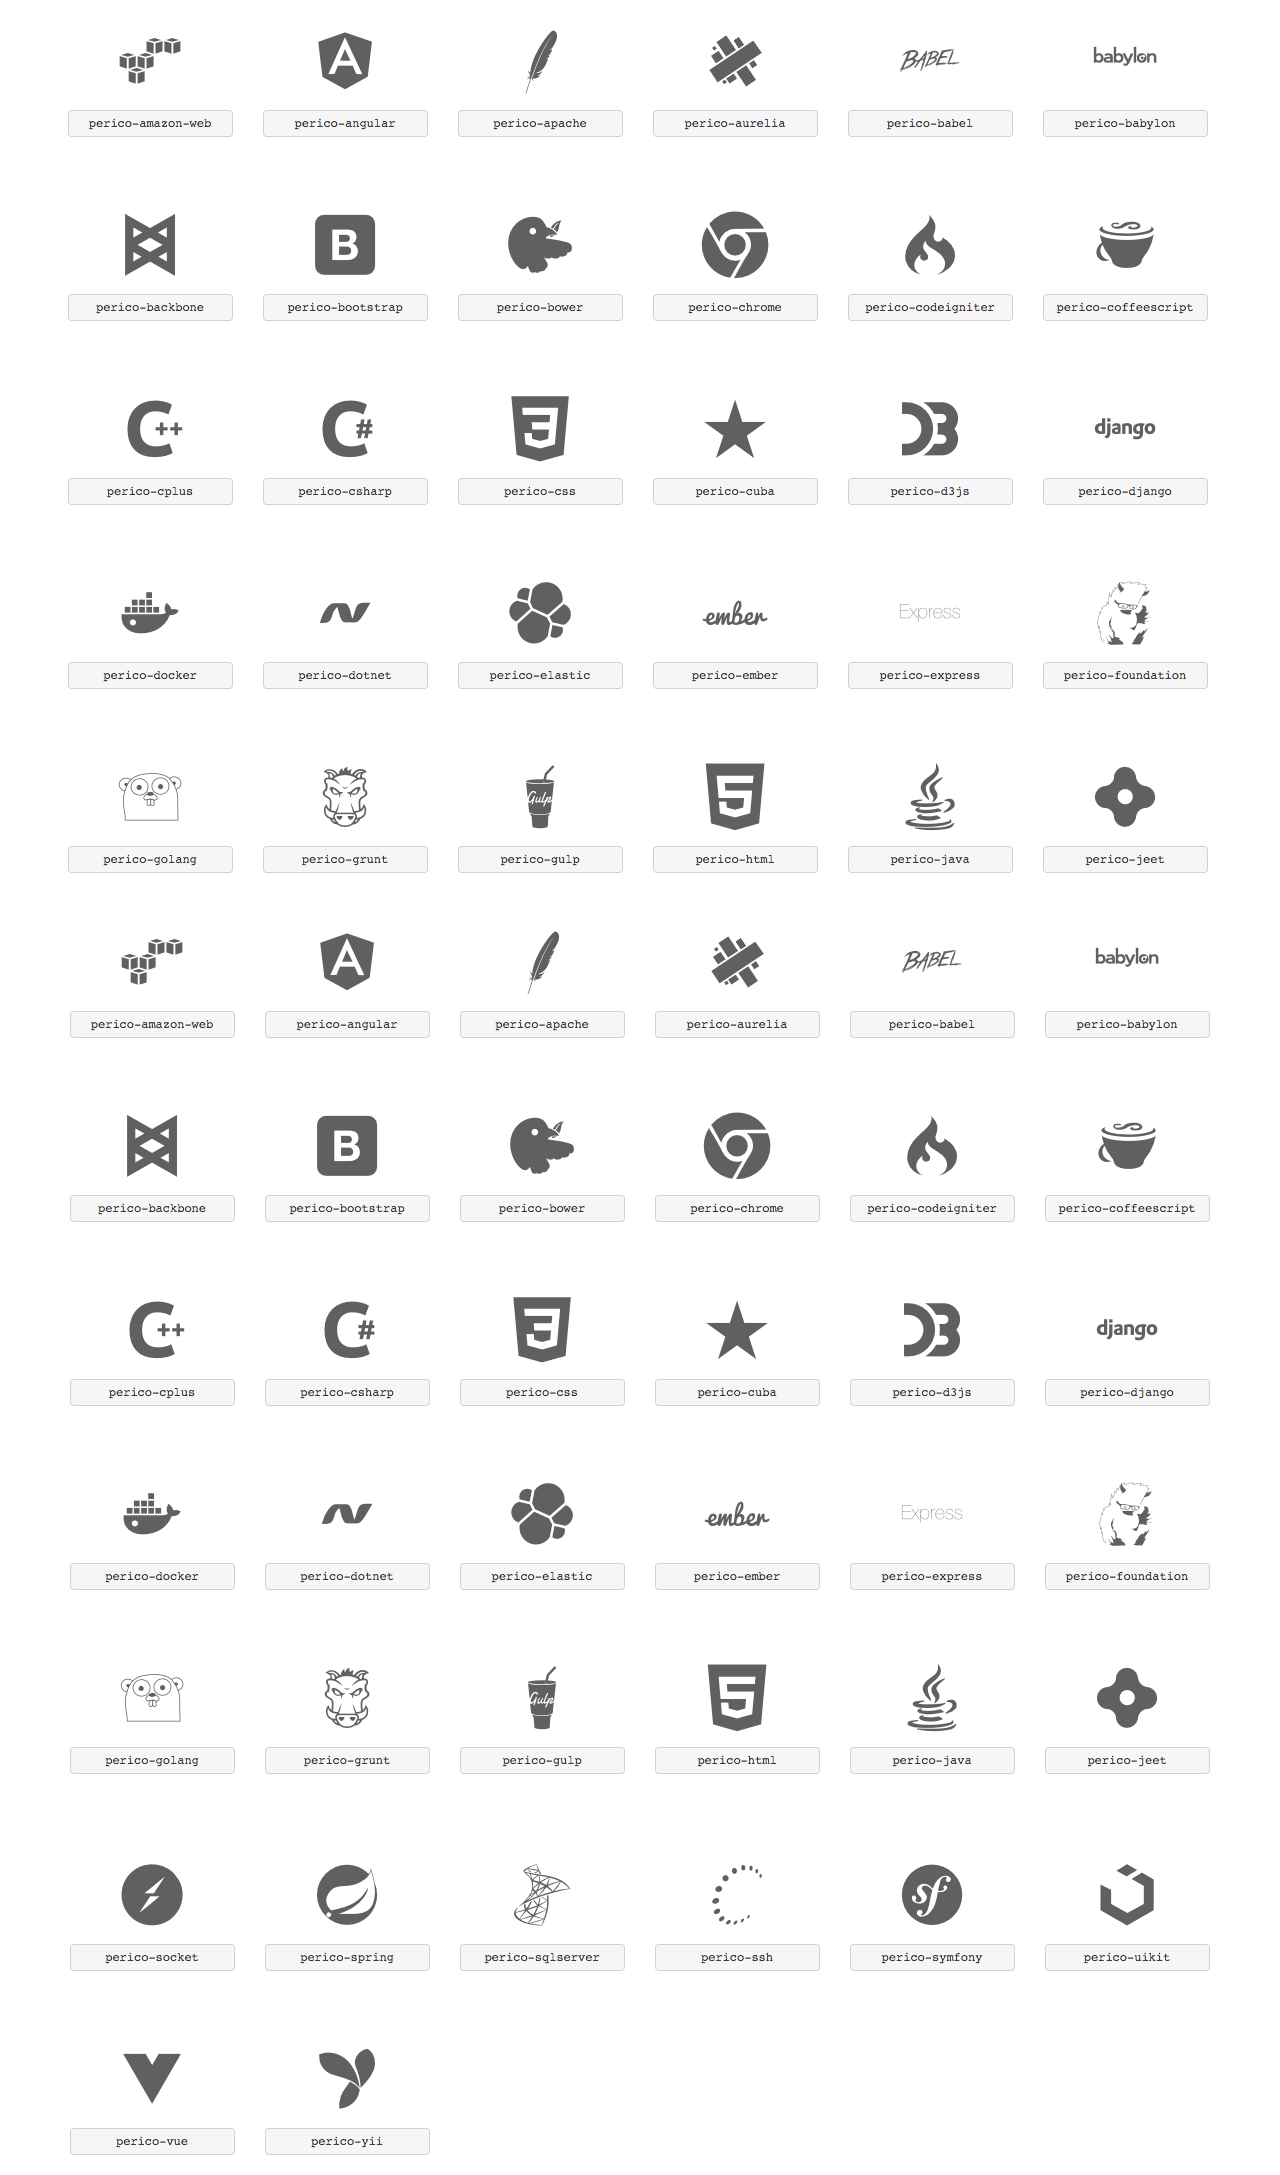 BABEL babylon
perico-amazon-web perico-angular perico-apache perico-aurelia perico-babel perico-babylon
B
perico-backbone perico-bootstrap perico-bower perico-chrome perico-codeigniter perico-coffeescript
C++ C# 3 D3 django
perico-cplus perico-csharp perico-css perico-cuba perico-d3js perico-django
ember Express
perico-docker perico-dotnet perico-elastic perico-ember perico-express perico-foundation
Gulp 5
perico-golang perico-grunt perico-gulp perico-html perico-java perico-jeet
A BABEL babylon
perico-amazon-web perico-angular perico-apache perico-aurelia perico-babel perico-babylon
B
perico-backbone perico-bootstrap perico-bower perico-chrome perico-codeigniter perico-coffeescript
C++ C# 3 D3 django
perico-cplus perico-csharp perico-css perico-cuba perico-d3js perico-django
ember Express
perico-docker perico-dotnet perico-elastic perico-ember perico-express perico-foundation
Gulp 5
perico-golang perico-grunt perico-gulp perico-html perico-java perico-jeet
sf
perico-socket perico-spring perico-sqlserver perico-ssh perico-symfony perico-uikit
perico-vue perico-yii